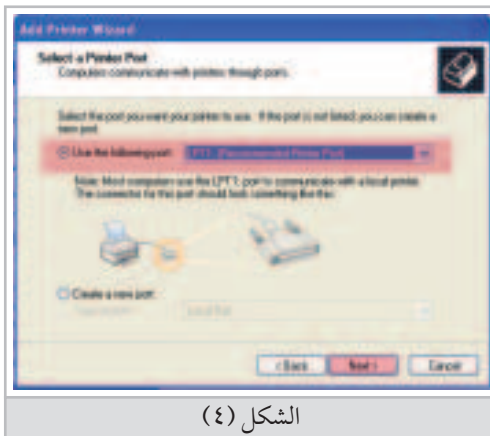 Add Printer Wizard
Select a Printer Port
Computers communicate with printers through ports.
Select the port you want your printer to use. If the port is not listed, you can create a
new port.
Use the following port: LPT1: (Recommended Printer Port)
Note: Most computers use the LPT1: port to communicate with a local printer.
The connector for this port should look something like this:
Create a new port:
Local Port
< Back Next > Cancel
الشكل (٤)